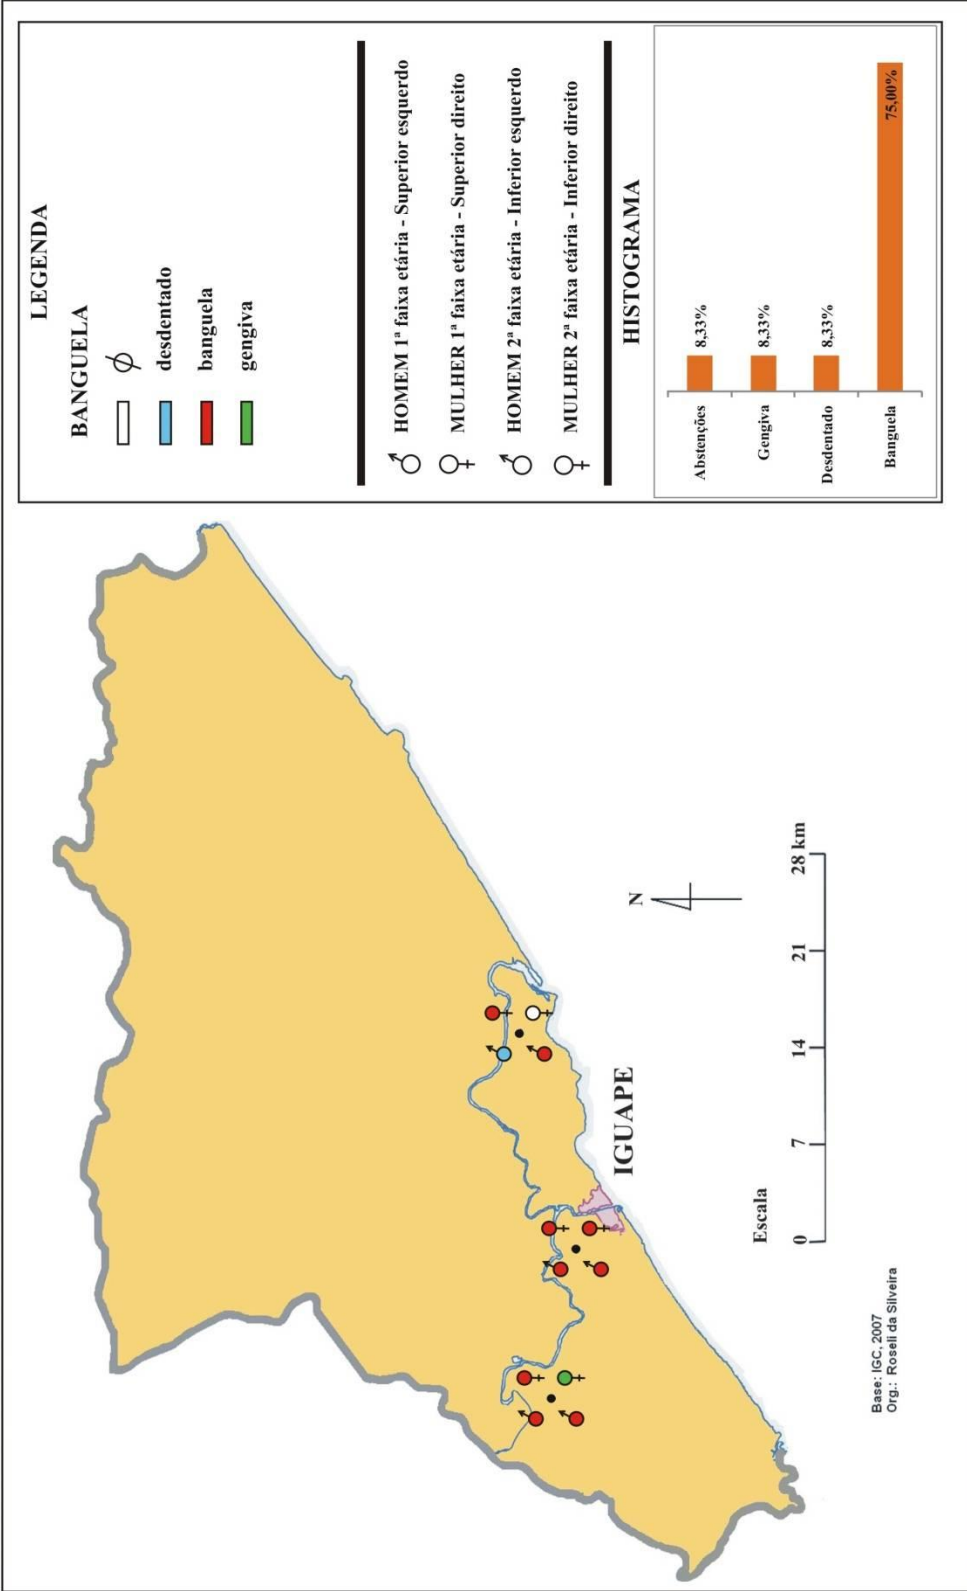 LEGENDA
BANGUELA
desdentado
banguela
gengiva
HOMEM 1ª faixa etária - Superior esquerdo
MULHER 1ª faixa etária - Superior direito
HOMEM 2ª faixa etária - Inferior esquerdo
MULHER 2ª faixa etária - Inferior direito
HISTOGRAMA
Abstenções 8,33%
Gengiva 8,33%
Desdentado 8,33%
Banguela 75,00%
IGUAPE
N
Escala
0 7 14 21 28 km
Base: IGC, 2007
Org.: Roseli da Silveira